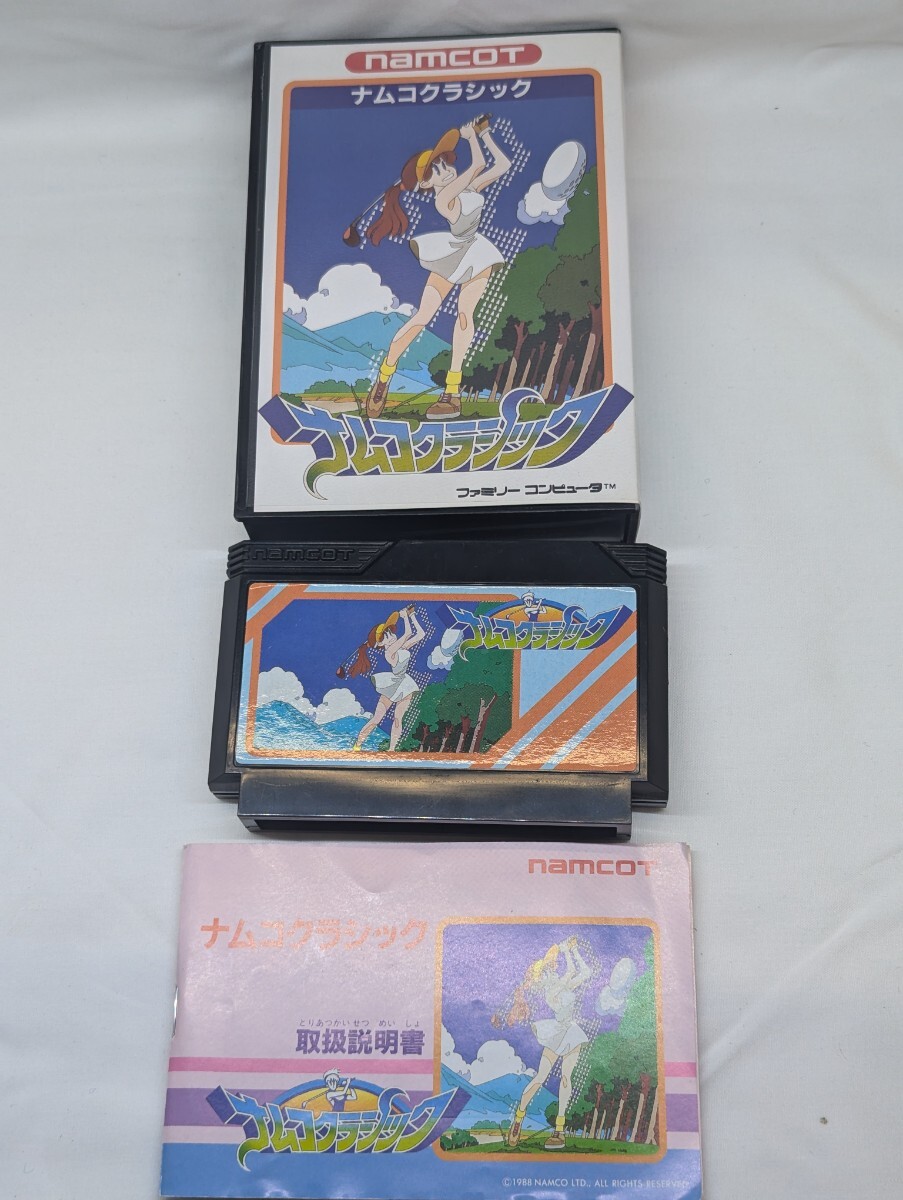 namcoT
ナムコクラシック
ナムコクラシック
ファミリー コンピュータ™
namcoT
ナムコクラシック
namcoT
ナムコクラシック
とりあつかいせつ めい しょ
取扱説明書
ナムコクラシック
©1988 NAMCO LTD., ALL RIGHTS RESERVED